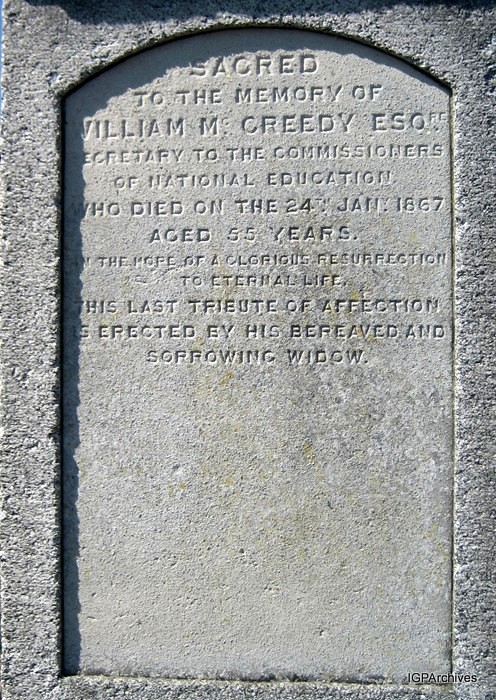 SACRED
TO THE MEMORY OF
WILLIAM Mc CREEDY ESQRE
SECRETARY TO THE COMMISSIONERS
OF NATIONAL EDUCATION
WHO DIED ON THE 24TH JANY 1867
AGED 55 YEARS.
IN THE HOPE OF A GLORIOUS RESURRECTION
TO ETERNAL LIFE.
THIS LAST TRIBUTE OF AFFECTION
IS ERECTED BY HIS BEREAVED AND
SORROWING WIDOW.
IGPArchives